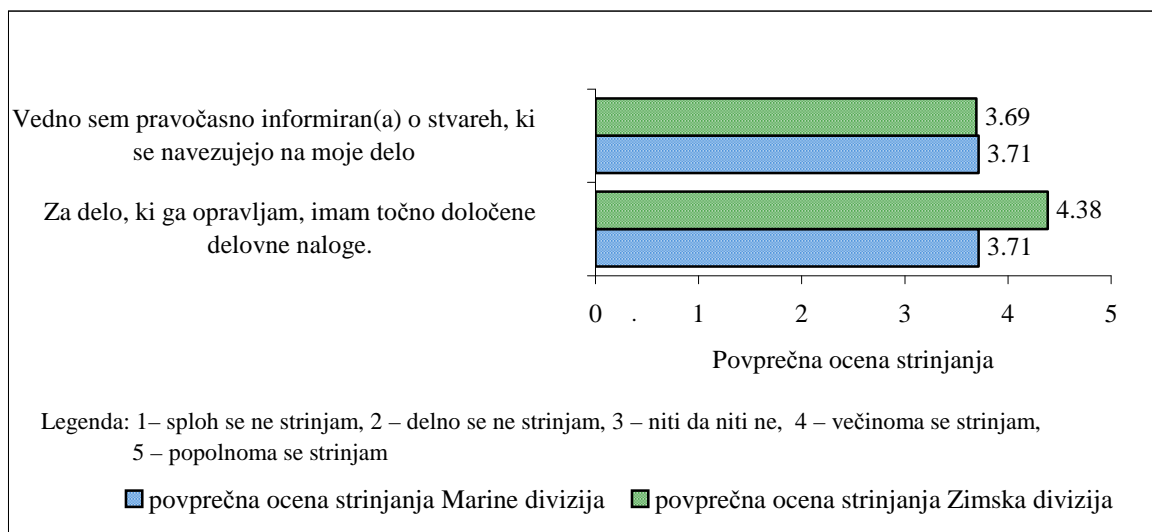 Vedno sem pravočasno informiran(a) o stvareh, ki
se navezujejo na moje delo
3.69
3.71
Za delo, ki ga opravljam, imam točno določene
delovne naloge.
4.38
3.71
0 . 1 2 3 4 5
Povprečna ocena strinjanja
Legenda: 1– sploh se ne strinjam, 2 – delno se ne strinjam, 3 – niti da niti ne, 4 – večinoma se strinjam,
5 – popolnoma se strinjam
povprečna ocena strinjanja Marine divizija povprečna ocena strinjanja Zimska divizija